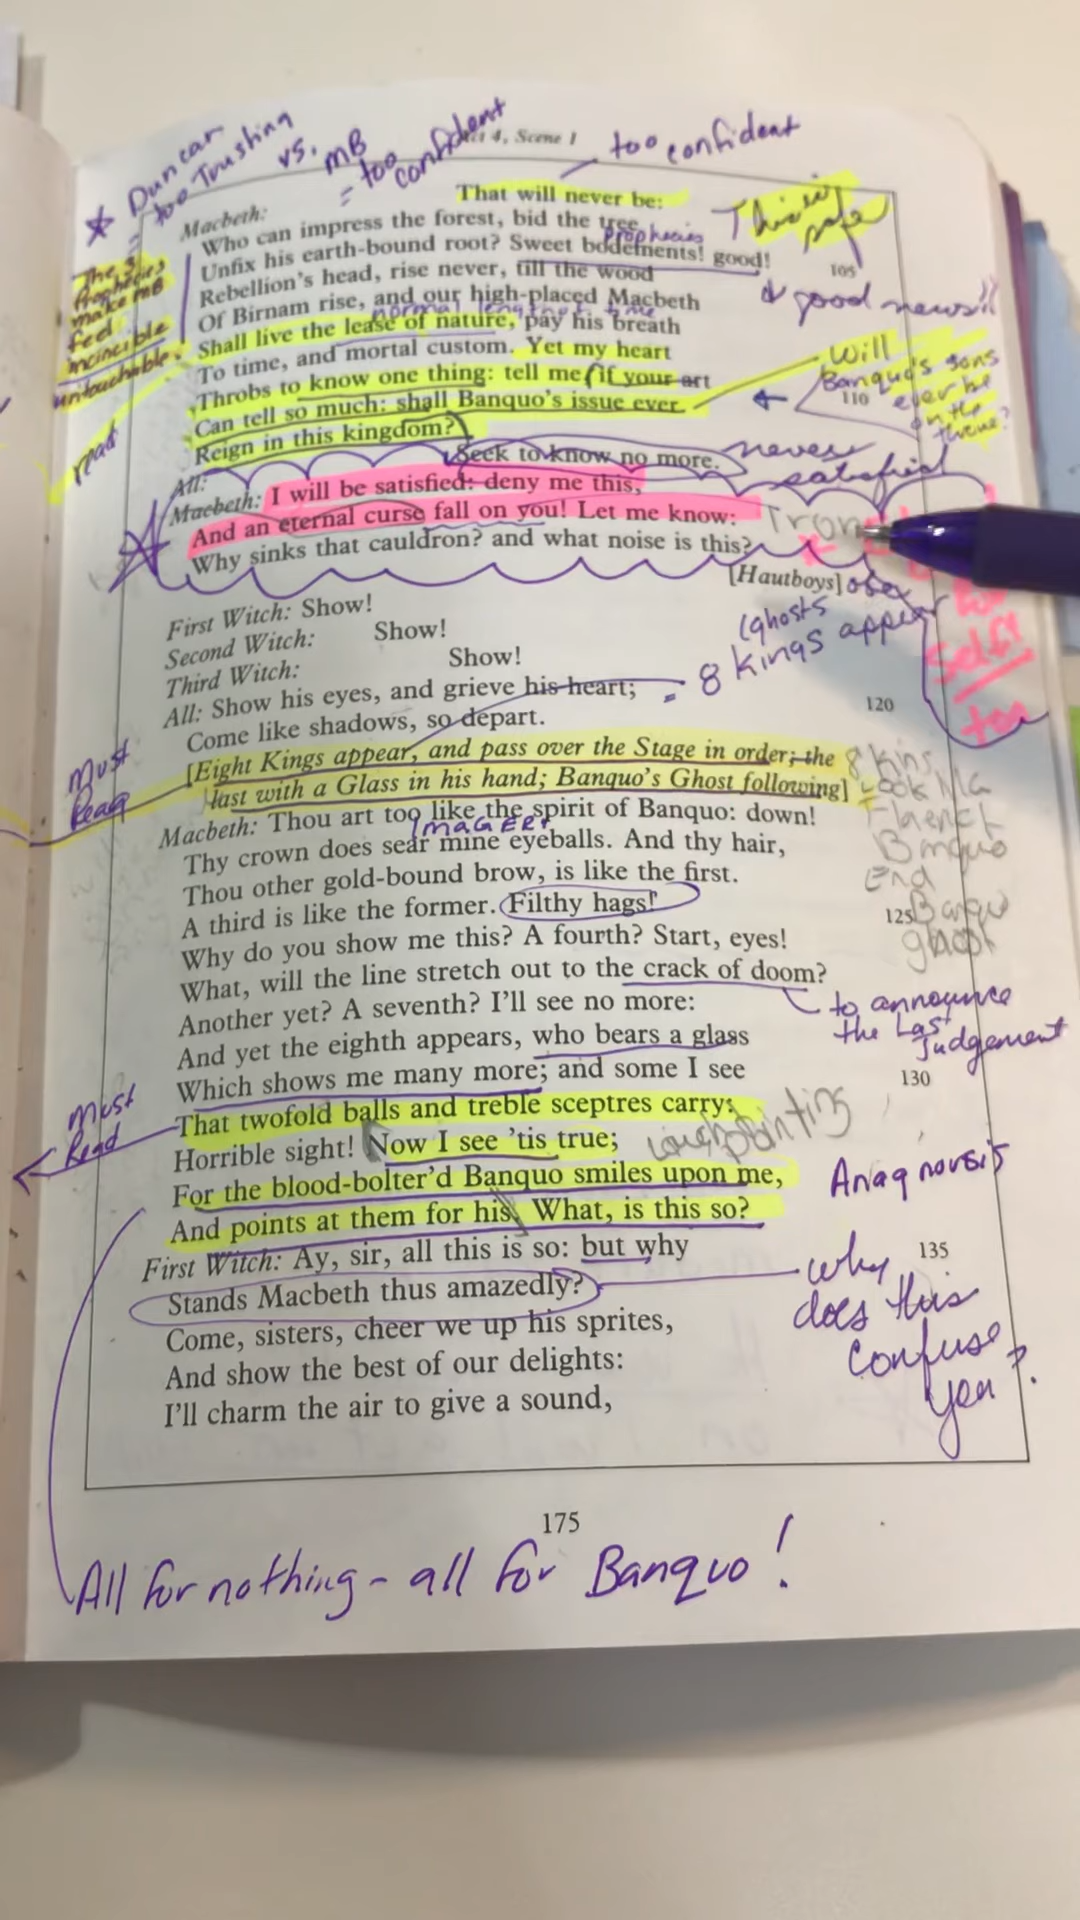 ★ Duncan
= too Trusting
vs.
MB
= too
confident
Act 4, Scene 1
too confident
That will never be:
Macbeth:
Who can impress the forest, bid the tree
prophecies
Unfix his earth-bound root? Sweet bodements! good!
105
Rebellion's head, rise never, till the wood
Of Birnam rise, and our high-placed Macbeth
good news!!
normal length of time
Shall live the lease of nature, pay his breath
To time, and mortal custom. Yet my heart
Throbs to know one thing: tell me (if your art
110
Can tell so much: shall Banquo's issue ever
Reign in this kingdom?)
The 3
Prophecies
make MB
feel
incincible
untouchable.
read
Will
Banquo's sons
ever be
on the
throne?
All:
Seek to know no more.
never
satisfied
Macbeth: I will be satisfied: deny me this,
And an eternal curse fall on you! Let me know:
Why sinks that cauldron? and what noise is this?
[Hautboys]
First Witch: Show!
Second Witch: Show!
Third Witch: Show!
(ghosts
= 8 Kings appear
self
too
All: Show his eyes, and grieve his heart;
120
Come like shadows, so depart.
Must
Read
[Eight Kings appear, and pass over the Stage in order; the
last with a Glass in his hand; Banquo's Ghost following]
Macbeth: Thou art too like the spirit of Banquo: down!
IMAGERY
Thy crown does sear mine eyeballs. And thy hair,
Thou other gold-bound brow, is like the first.
A third is like the former. Filthy hags!
125
Why do you show me this? A fourth? Start, eyes!
What, will the line stretch out to the crack of doom?
Another yet? A seventh? I'll see no more:
And yet the eighth appears, who bears a glass
Which shows me many more; and some I see
130
to announce
the Last
Judgement
Must
Read
That twofold balls and treble sceptres carry:
Horrible sight! Now I see 'tis true;
For the blood-bolter'd Banquo smiles upon me,
And points at them for his. What, is this so?
Anagnorsis
First Witch: Ay, sir, all this is so: but why
135
Stands Macbeth thus amazedly?
why
does this
confuse
you?
Come, sisters, cheer we up his sprites,
And show the best of our delights:
I'll charm the air to give a sound,
175
All for nothing - all for Banquo!